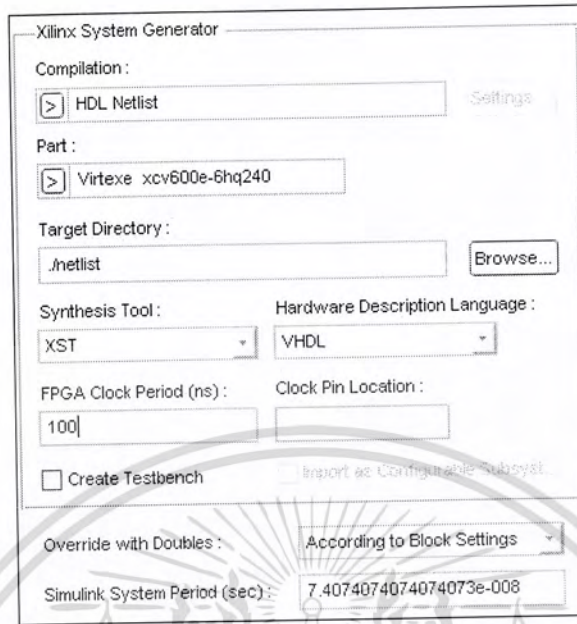 Xilinx System Generator
Compilation :
> HDL Netlist
Settings
Part :
> Virtexe xcv600e-6hq240
Target Directory :
./netlist
Browse...
Synthesis Tool :
Hardware Description Language :
XST
VHDL
FPGA Clock Period (ns) :
Clock Pin Location :
100
Create Testbench
Import as Configurable Subsyst...
Override with Doubles :
According to Block Settings
Simulink System Period (sec) :
7.4074074074074073e-008